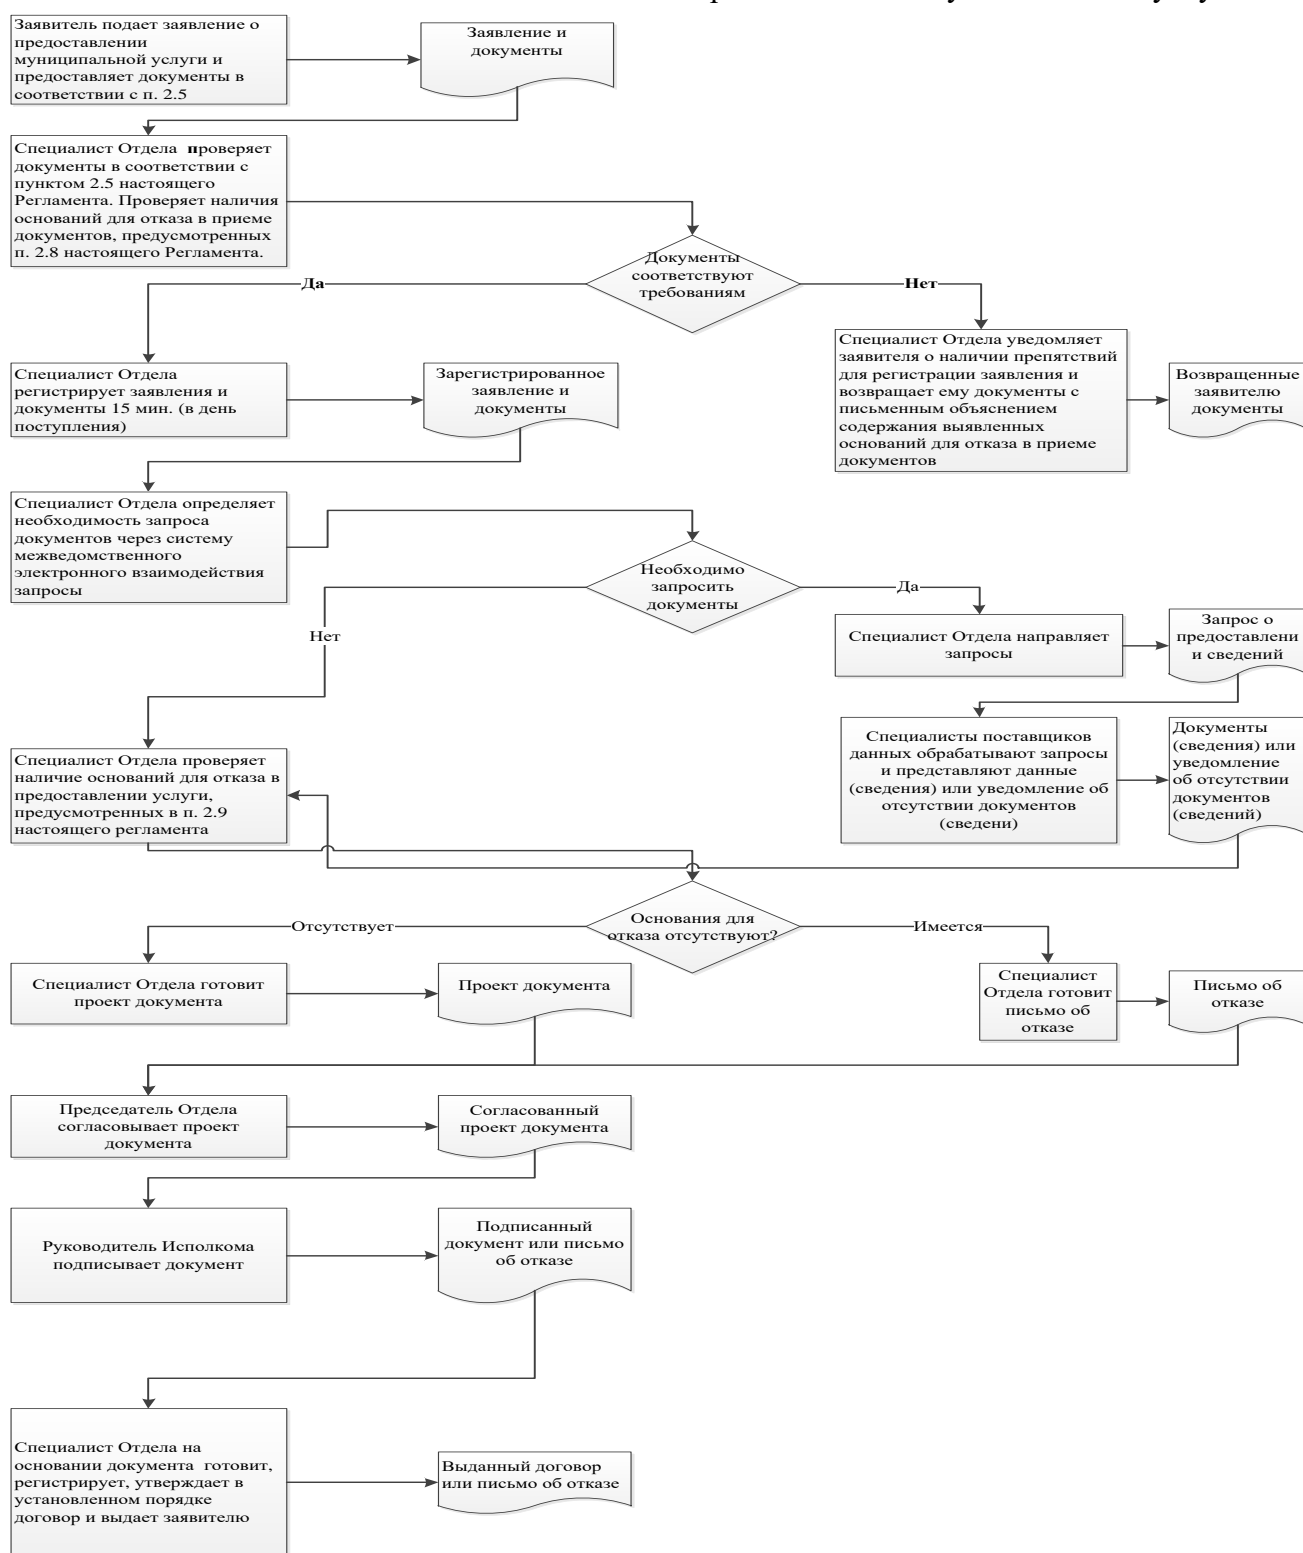 Заявитель подает заявление о
предоставлении
муниципальной услуги и
предоставляет документы в
соответствии с п. 2.5
Заявление и
документы
Специалист Отдела проверяет
документы в соответствии с
пунктом 2.5 настоящего
Регламента. Проверяет наличия
оснований для отказа в приеме
документов, предусмотренных
п. 2.8 настоящего Регламента.
Документы
соответствуют
требованиям
Да
Нет
Специалист Отдела
регистрирует заявления и
документы 15 мин. (в день
поступления)
Зарегистрированное
заявление и
документы
Специалист Отдела уведомляет
заявителя о наличии препятствий
для регистрации заявления и
возвращает ему документы с
письменным объяснением
содержания выявленных
оснований для отказа в приеме
документов
Возвращенные
заявителю
документы
Специалист Отдела определяет
необходимость запроса
документов через систему
межведомственного
электронного взаимодействия
запросы
Необходимо
запросить
документы
Да
Нет
Специалист Отдела направляет
запросы
Запрос о
предоставлени
и сведений
Специалисты поставщиков
данных обрабатывают запросы
и представляют данные
(сведения) или уведомление об
отсутствии документов
(сведени)
Документы
(сведения) или
уведомление
об отсутствии
документов
(сведений)
Специалист Отдела проверяет
наличие оснований для отказа в
предоставлении услуги,
предусмотренных в п. 2.9
настоящего регламента
Основания для
отказа отсутствуют?
Отсутствует
Имеется
Специалист Отдела готовит
проект документа
Проект документа
Специалист
Отдела готовит
письмо об
отказе
Письмо об
отказе
Председатель Отдела
согласовывает проект
документа
Согласованный
проект документа
Руководитель Исполкома
подписывает документ
Подписанный
документ или письмо
об отказе
Специалист Отдела на
основании документа готовит,
регистрирует, утверждает в
установленном порядке
договор и выдает заявителю
Выданный договор
или письмо об отказе